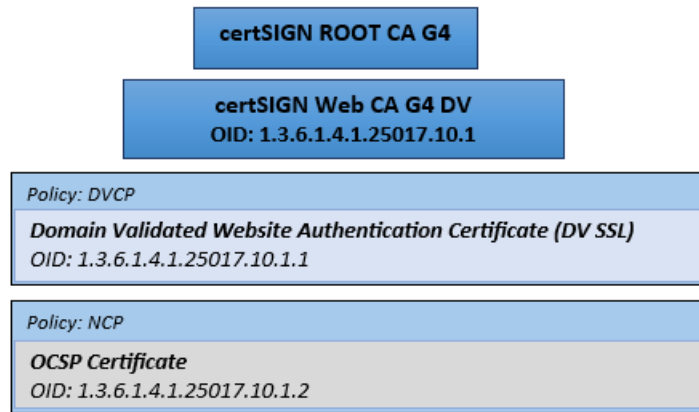 certSIGN ROOT CA G4
certSIGN Web CA G4 DV
OID: 1.3.6.1.4.1.25017.10.1
Policy: DVCP
Domain Validated Website Authentication Certificate (DV SSL)
OID: 1.3.6.1.4.1.25017.10.1.1
Policy: NCP
OCSP Certificate
OID: 1.3.6.1.4.1.25017.10.1.2